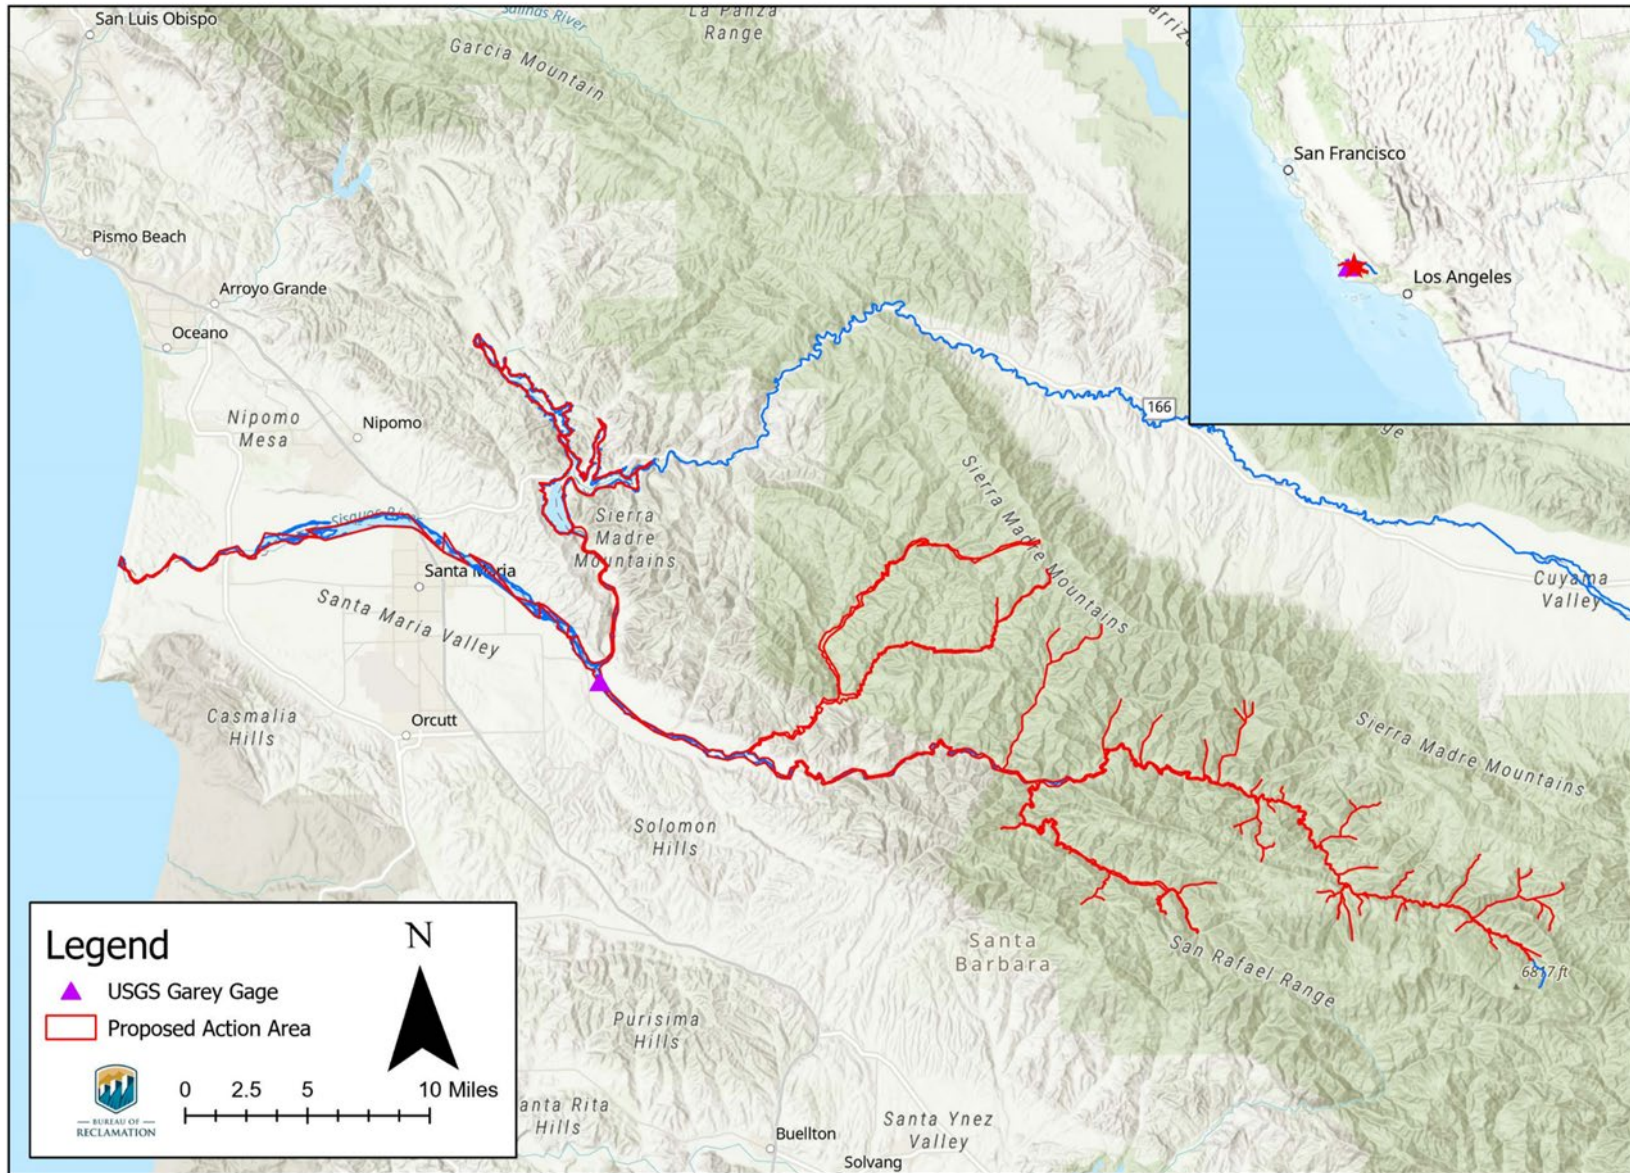 San Luis Obispo
Salinas River
La Panza
Range
Garcia Mountain
San Francisco
Los Angeles
Pismo Beach
Arroyo Grande
Oceano
Nipomo
Mesa
Nipomo
166
Sierra
Madre
Mountains
Sierra Madre Mountains
Santa Maria
Santa Maria Valley
Cuyama
Valley
Casmalia
Hills
Orcutt
Sierra Madre Mountains
Solomon
Hills
Santa
Barbara
San Rafael Range
6817 ft
Purisima
Hills
anta Rita
Hills
Buellton
Santa Ynez
Valley
Solvang
Legend
N
USGS Garey Gage
Proposed Action Area
BUREAU OF
RECLAMATION
0 2.5 5 10 Miles